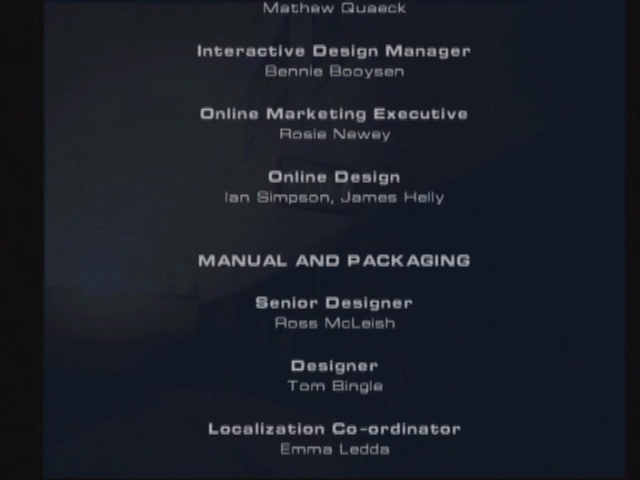 Mathew Quaeck
Interactive Design Manager
Bennie Booysen
Online Marketing Executive
Rosie Newey
Online Design
Ian Simpson, James Helly
MANUAL AND PACKAGING
Senior Designer
Ross McLeish
Designer
Tom Bingle
Localization Co-ordinator
Emma Ledda